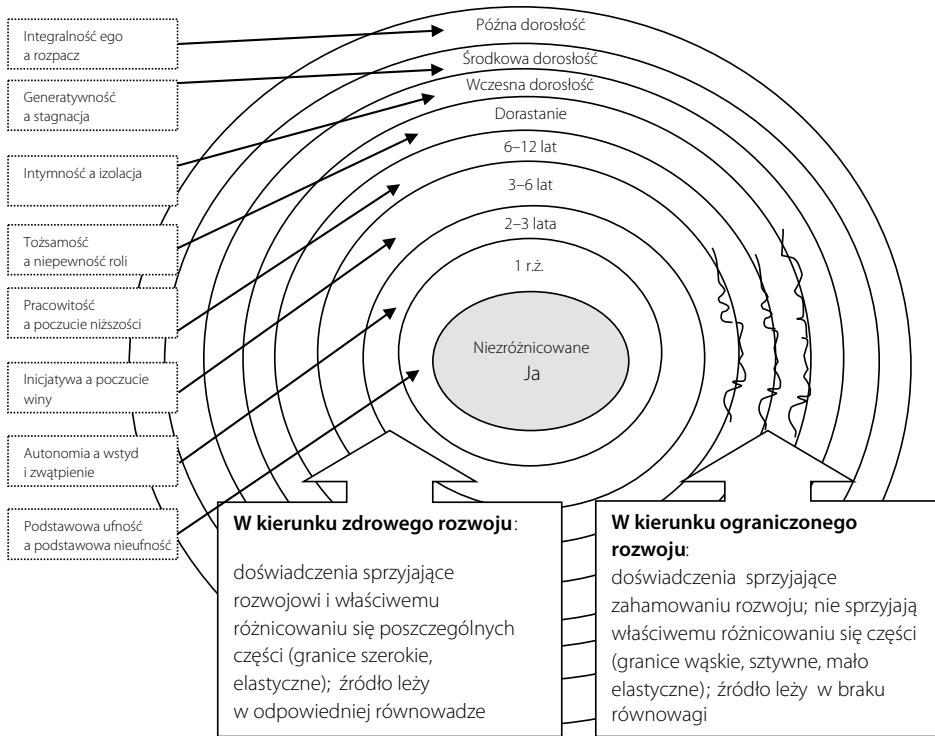 Integralność ego
a rozpacz
Generatywność
a stagnacja
Intymność a izolacja
Tożsamość
a niepewność roli
Pracowitość
a poczucie niższości
Inicjatywa a poczucie
winy
Autonomia a wstyd
i zwątpienie
Podstawowa ufność
a podstawowa nieufność
Późna dorosłość
Środkowa dorosłość
Wczesna dorosłość
Dorastanie
6–12 lat
3–6 lat
2–3 lata
1 r.ż.
Niezróżnicowane
Ja
W kierunku zdrowego rozwoju:
doświadczenia sprzyjające
rozwojowi i właściwemu
różnicowaniu się poszczególnych
części (granice szerokie,
elastyczne); źródło leży
w odpowiedniej równowadze
W kierunku ograniczonego
rozwoju:
doświadczenia sprzyjające
zahamowaniu rozwoju; nie sprzyjają
właściwemu różnicowaniu się części
(granice wąskie, sztywne, mało
elastyczne); źródło leży w braku
równowagi